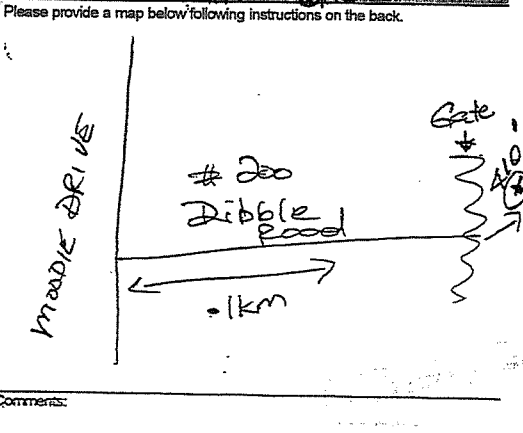 Please provide a map below following instructions on the back.
MOODIE DRIVE
Gate
# 200
Dibble
Road
.1km
Comments: